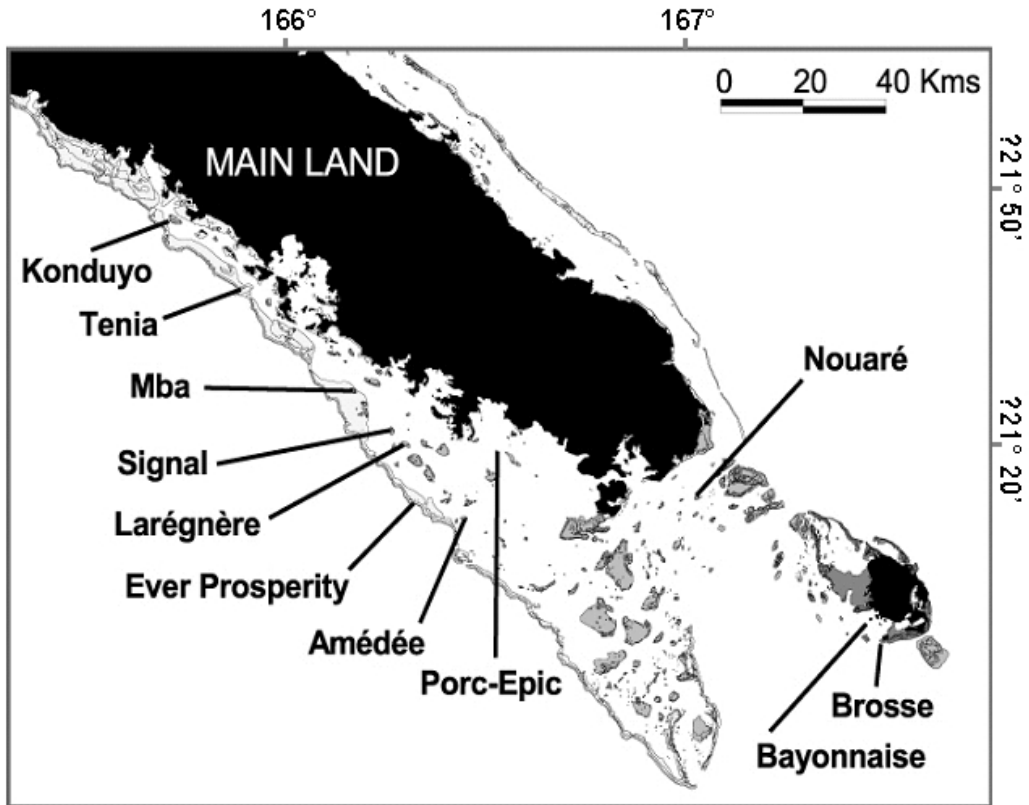 166° 167°
0 20 40 Kms
MAIN LAND
?21° 50’
Konduyo
Tenia
Nouaré
Mba
?21° 20’
Signal
Larégnère
Ever Prosperity
Amédée
Porc-Epic
Brosse
Bayonnaise